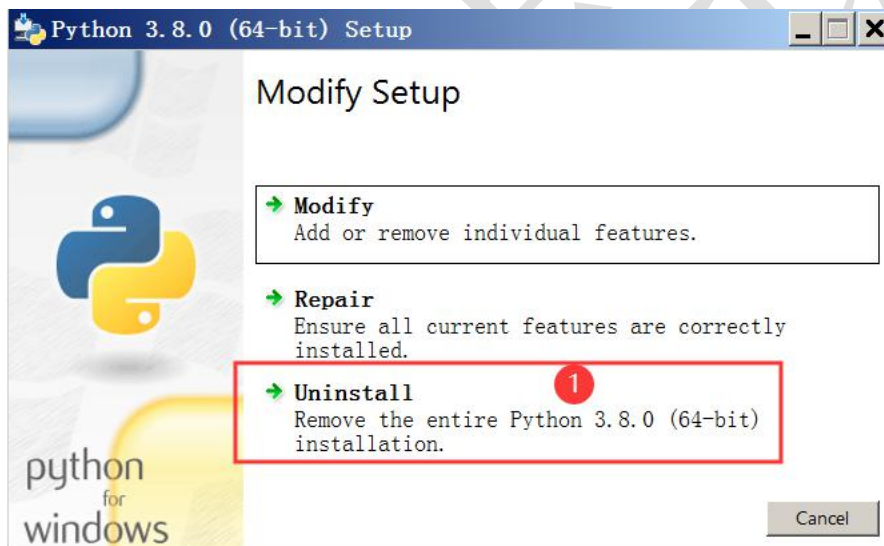 Python 3.8.0 (64-bit) Setup
Modify Setup
Modify
Add or remove individual features.
Repair
Ensure all current features are correctly
installed.
1
Uninstall
Remove the entire Python 3.8.0 (64-bit)
installation.
python
for
windows
Cancel